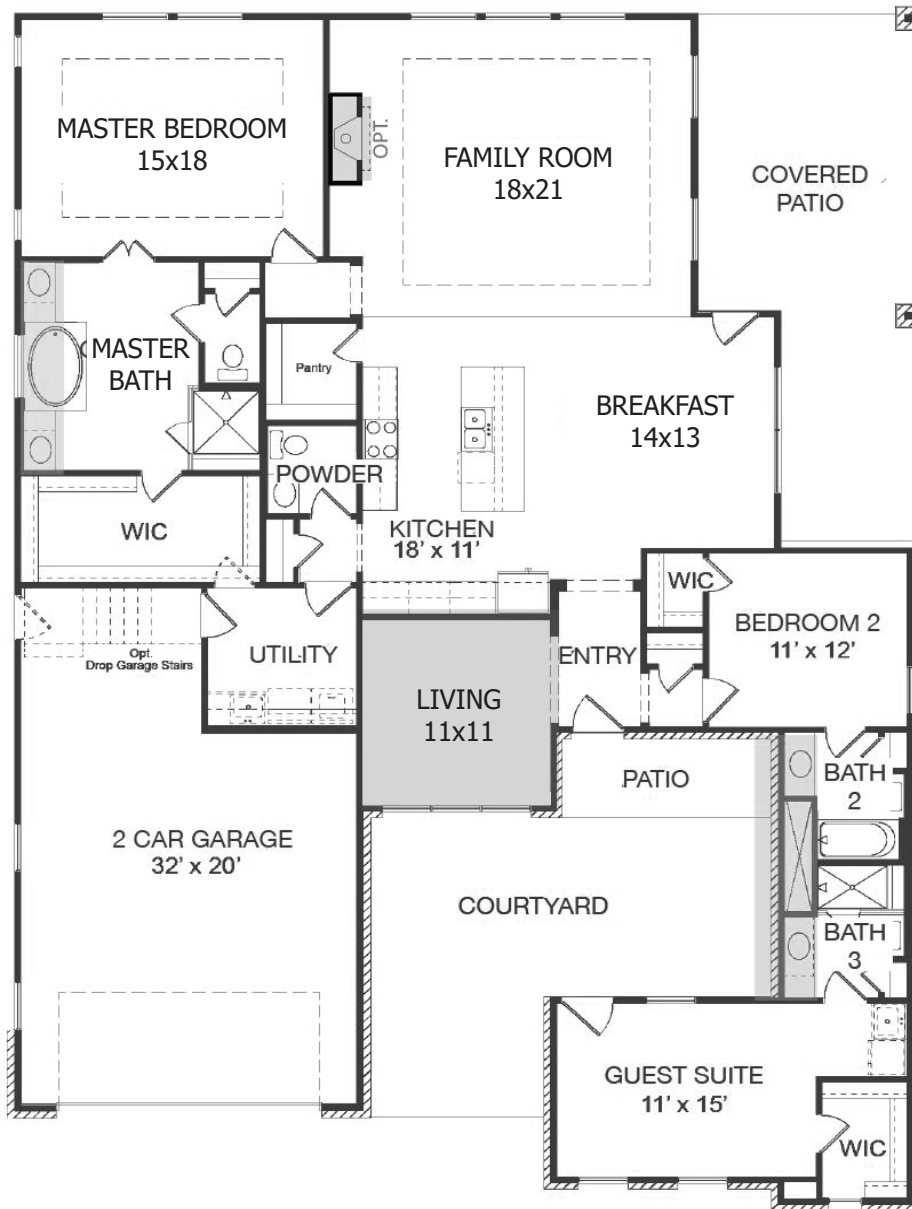 MASTER BEDROOM
15x18
OPT.
FAMILY ROOM
18x21
COVERED
PATIO
MASTER
BATH
Pantry
BREAKFAST
14x13
POWDER
WIC
KITCHEN
18' x 11'
WIC
BEDROOM 2
11' x 12'
Opt.
Drop Garage Stairs
UTILITY
ENTRY
LIVING
11x11
PATIO
BATH
2
2 CAR GARAGE
32' x 20'
COURTYARD
BATH
3
GUEST SUITE
11' x 15'
WIC